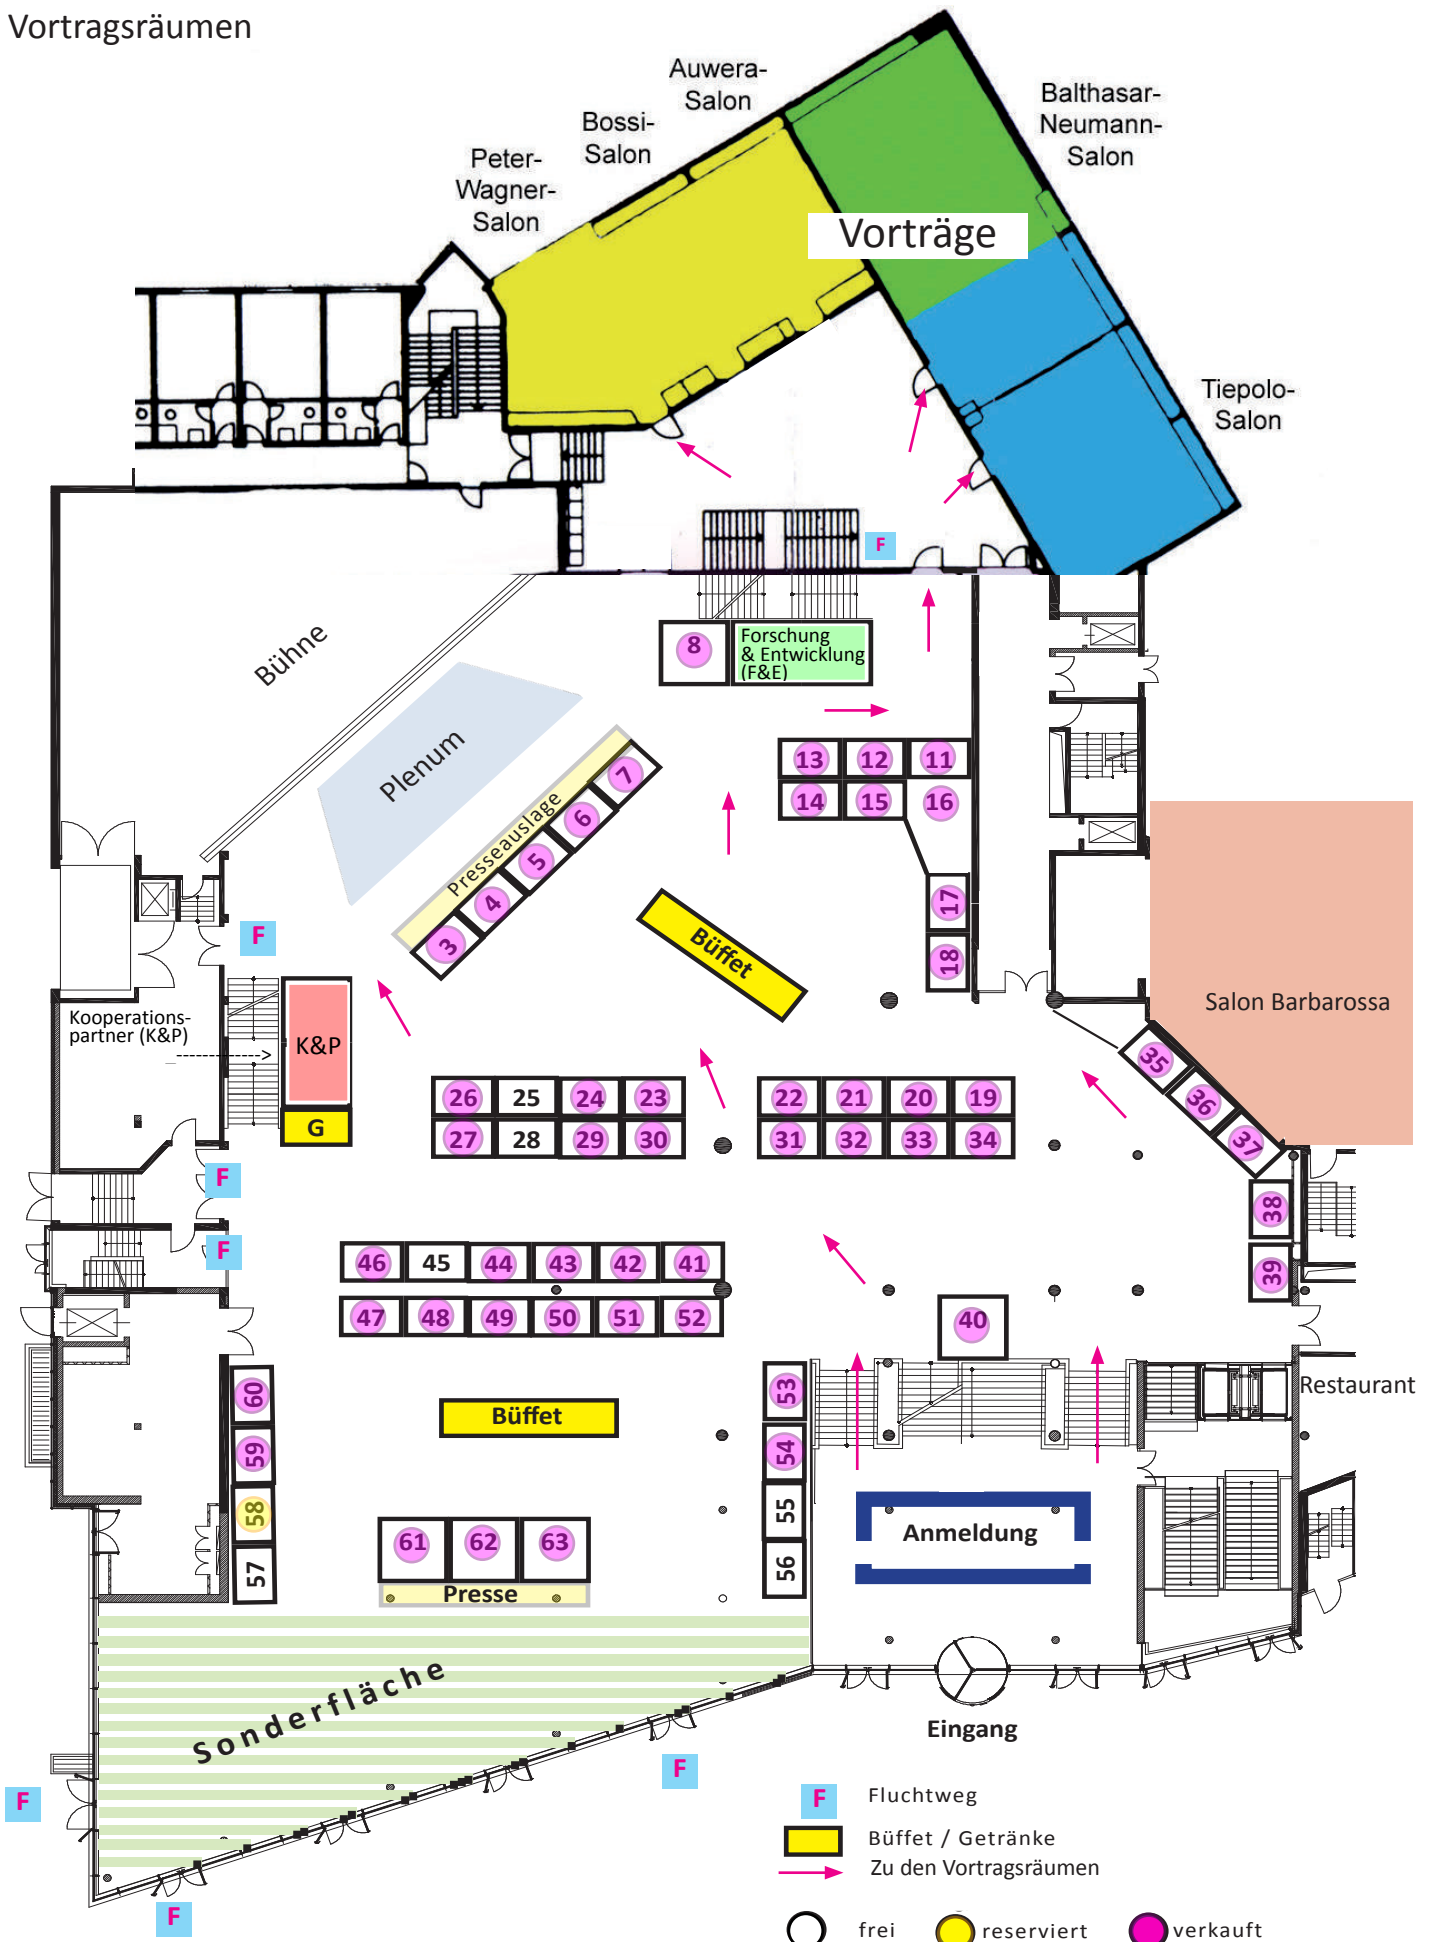 Vortragsräumen
Auwera-
Salon
Bossi-
Salon
Peter-
Wagner-
Salon
Balthasar-
Neumann-
Salon
Vorträge
Tiepolo-
Salon
F
Bühne
8
Forschung
& Entwicklung
(F&E)
Plenum
Presseauslage
7
6
5
4
3
13 12 11
14 15 16
17
18
Büffet
F
Kooperations-
partner (K&P)
K&P
G
Salon Barbarossa
35
36
37
38
39
26 25 24 23
27 28 29 30
22 21 20 19
31 32 33 34
F
F
46 45 44 43 42 41
47 48 49 50 51 52
40
60
59
58
57
Büffet
53
54
55
56
Restaurant
Anmeldung
61 62 63
Presse
Sonderfläche
Eingang
F
F
F
F Fluchtweg
Büffet / Getränke
Zu den Vortragsräumen
frei reserviert verkauft